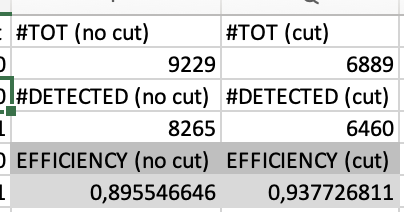 #TOT (no cut) #TOT (cut)
9229 6889
#DETECTED (no cut) #DETECTED (cut)
8265 6460
EFFICIENCY (no cut) EFFICIENCY (cut)
0,895546646 0,937726811